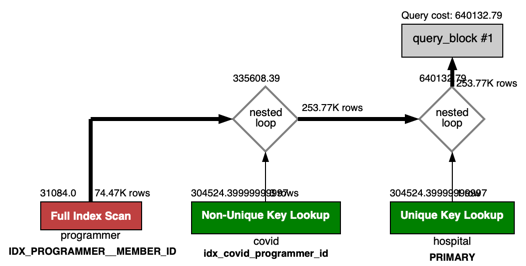 Query cost: 640132.79
query_block #1
335608.39
640132.79
253.77K rows
nested
loop
253.77K rows
nested
loop
31084.0
74.47K rows
304524.39999999997
rows
304524.39999999997
row
Full Index Scan
Non-Unique Key Lookup
Unique Key Lookup
programmer
covid
hospital
IDX_PROGRAMMER__MEMBER_ID
idx_covid_programmer_id
PRIMARY